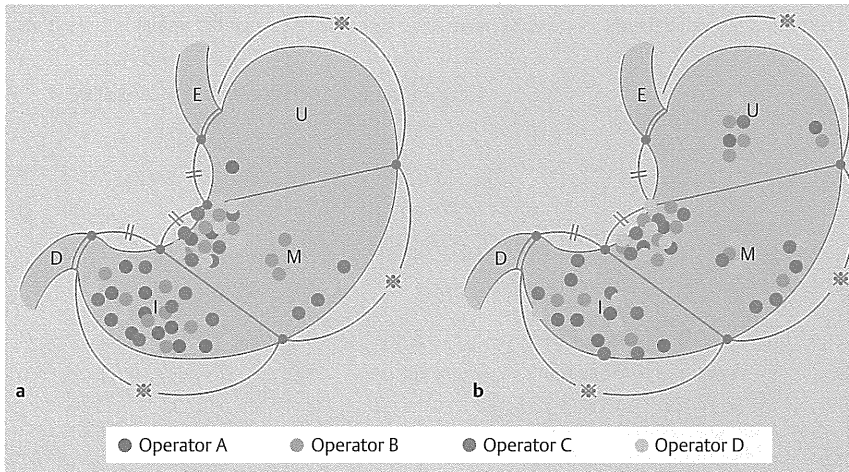 E
U
M
D
I
a
E
U
M
D
I
b
Operator A
Operator B
Operator C
Operator D